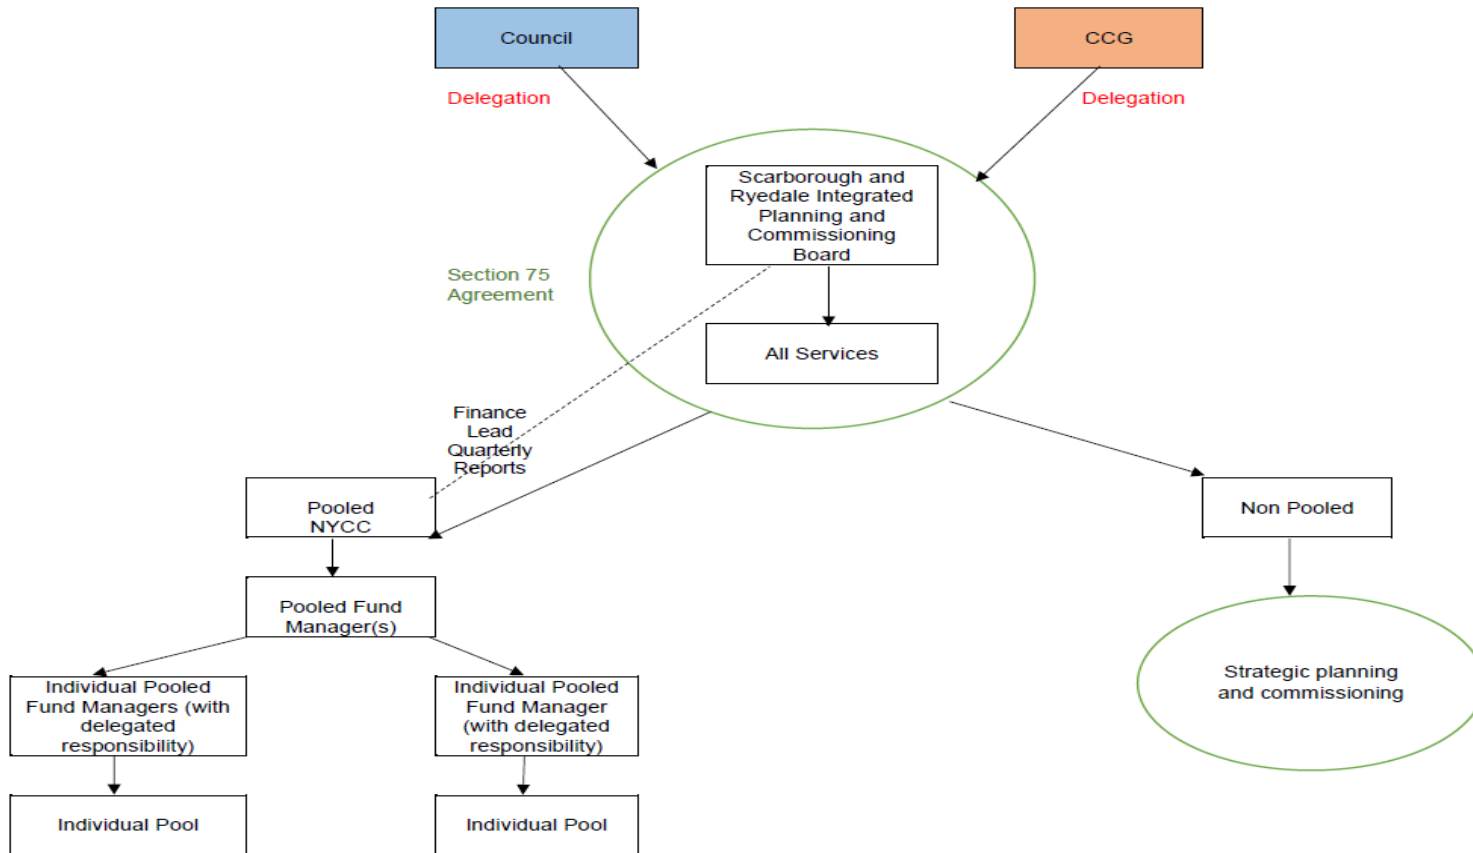 Council
CCG
Delegation
Delegation
Scarborough and
Ryedale Integrated
Planning and
Commissioning
Board
Section 75
Agreement
All Services
Finance
Lead
Quarterly
Reports
Pooled
NYCC
Non Pooled
Pooled Fund
Manager(s)
Individual Pooled
Fund Managers (with
delegated
responsibility)
Individual Pooled
Fund Manager
(with delegated
responsibility)
Strategic planning
and commissioning
Individual Pool
Individual Pool